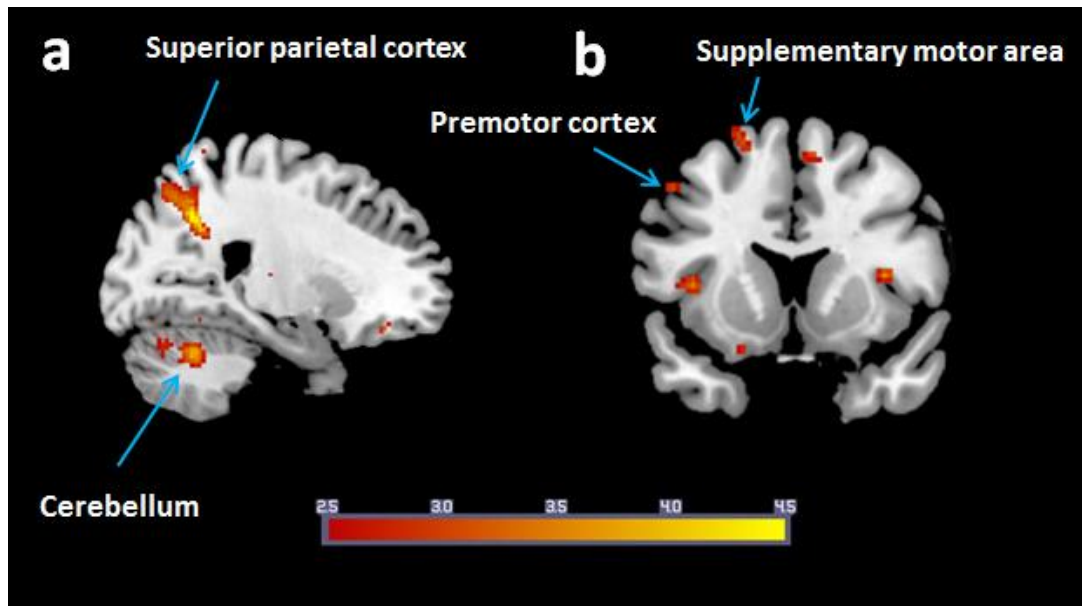 a
Superior parietal cortex
b
Supplementary motor area
Premotor cortex
Cerebellum
2.5 3.0 3.5 4.0 4.5